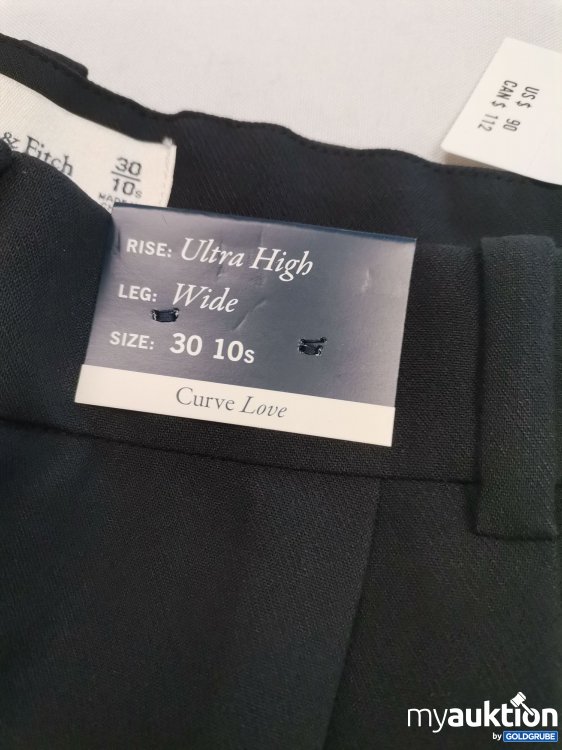 US $ 90
CAN $ 112
& Fitch
30
10s
MADE
RISE: Ultra High
LEG: Wide
SIZE: 30 10s
Curve Love
myauktion
by GOLDGRUBE